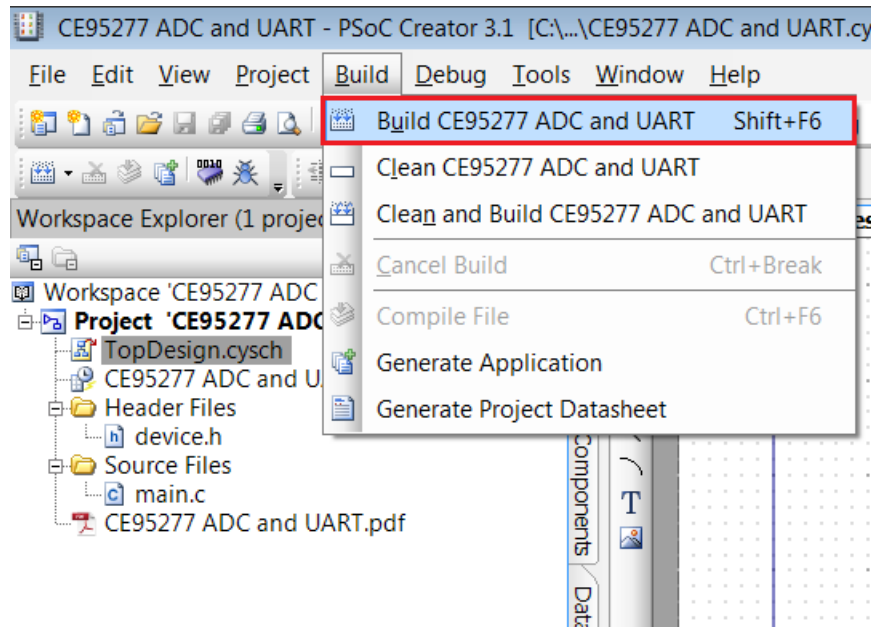 CE95277 ADC and UART - PSoC Creator 3.1 [C:\...\CE95277 ADC and UART.cy
File Edit View Project Build Debug Tools Window Help
Build CE95277 ADC and UART Shift+F6
Clean CE95277 ADC and UART
Workspace Explorer (1 projec
Clean and Build CE95277 ADC and UART
Cancel Build Ctrl+Break
Workspace 'CE95277 ADC
Project 'CE95277 ADC
Compile File Ctrl+F6
TopDesign.cysch
Generate Application
CE95277 ADC and U
Header Files
Generate Project Datasheet
device.h
Source Files
main.c
CE95277 ADC and UART.pdf
Components
T
Data